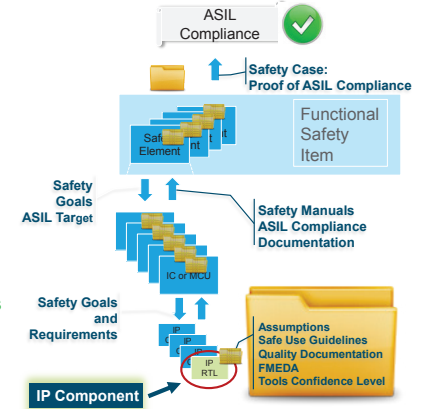 ASIL
Compliance
Safety Case:
Proof of ASIL Compliance
Functional
Safety
Item
Element
Safety
Goals
ASIL Target
Safety Manuals
ASIL Compliance
Documentation
IC or MCU
Safety Goals
and
Requirements
IP
IP
RTL
Assumptions
Safe Use Guidelines
Quality Documentation
FMEDA
Tools Confidence Level
IP Component